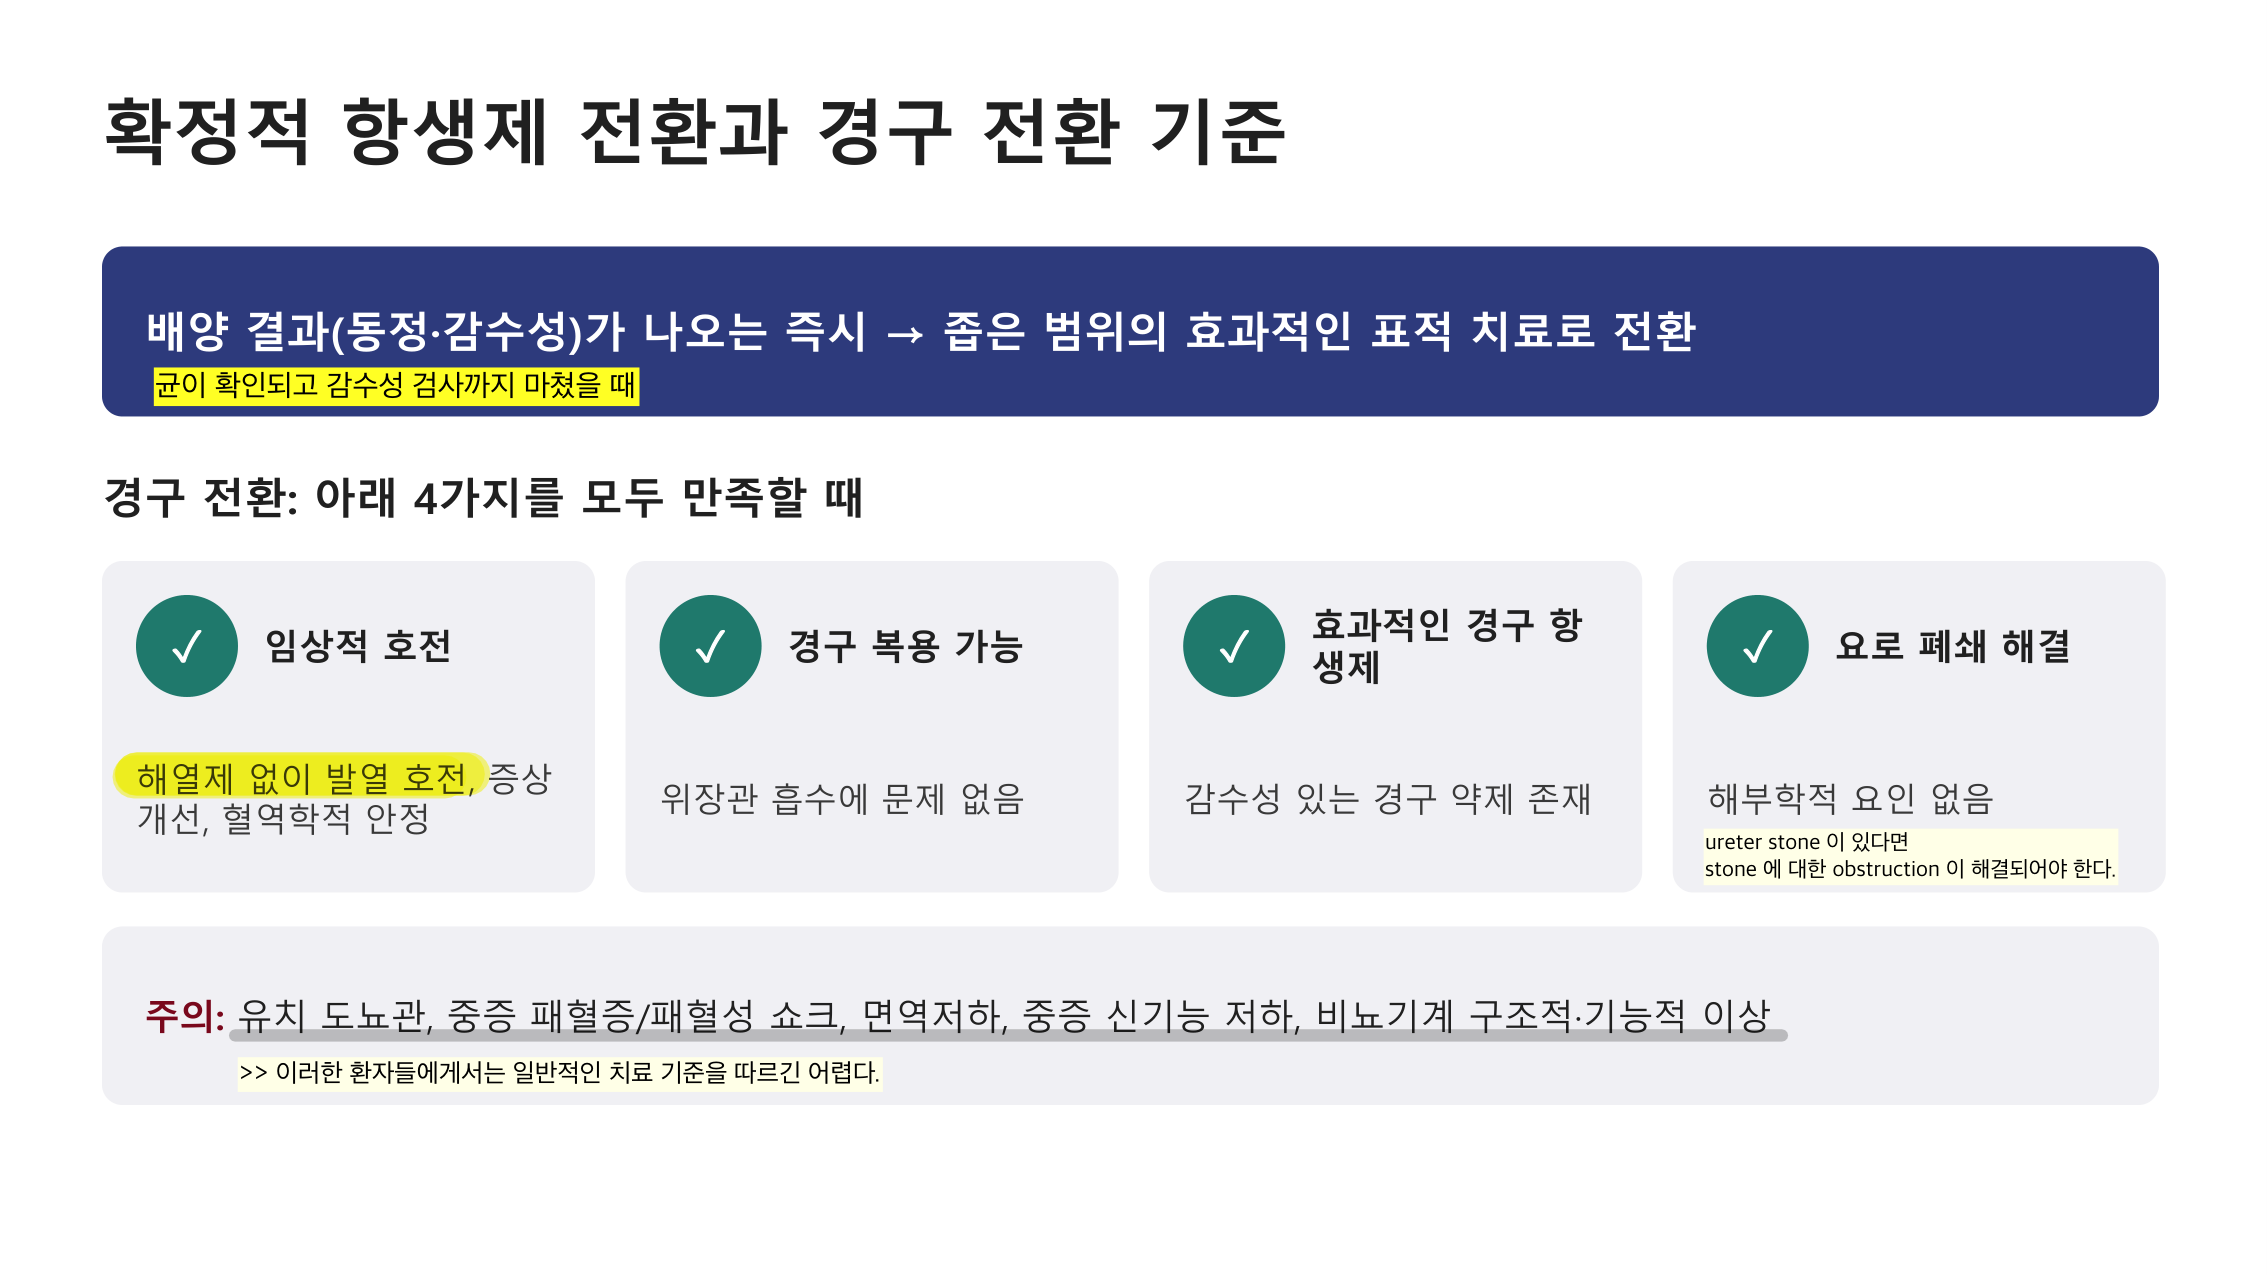 확정적 항생제 전환과 경구 전환 기준
배양 결과(동정·감수성)가 나오는 즉시 → 좁은 범위의 효과적인 표적 치료로 전환
균이 확인되고 감수성 검사까지 마쳤을 때
경구 전환: 아래 4가지를 모두 만족할 때
✓ 임상적 호전
해열제 없이 발열 호전, 증상
개선, 혈역학적 안정
✓ 경구 복용 가능
위장관 흡수에 문제 없음
✓ 효과적인 경구 항
생제
감수성 있는 경구 약제 존재
✓ 요로 폐쇄 해결
해부학적 요인 없음
ureter stone 이 있다면
stone 에 대한 obstruction 이 해결되어야 한다.
주의: 유치 도뇨관, 중증 패혈증/패혈성 쇼크, 면역저하, 중증 신기능 저하, 비뇨기계 구조적·기능적 이상
>> 이러한 환자들에게서는 일반적인 치료 기준을 따르긴 어렵다.